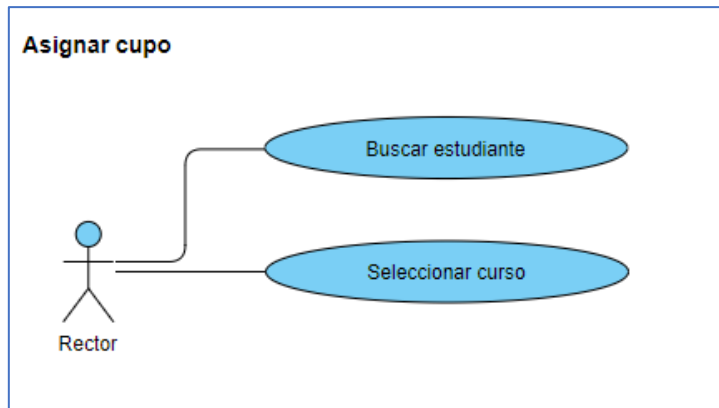 Asignar cupo
Buscar estudiante
Seleccionar curso
Rector